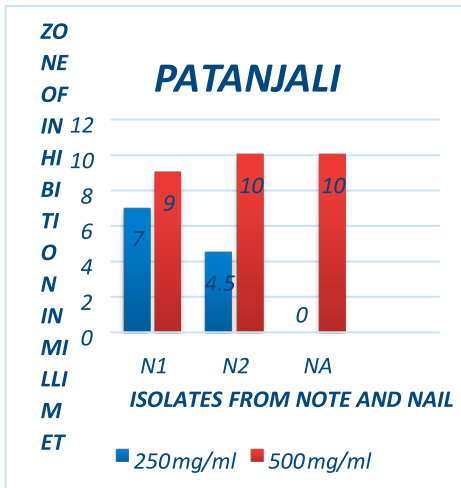 ZO
NE
OF
IN
HI
BI
TI
O
N
IN
MI
LLI
M
ET
PATANJALI
12
10
8
6
4
2
0
7
9
4.5
10
0
10
N1 N2 NA
ISOLATES FROM NOTE AND NAIL
250mg/ml 500mg/ml